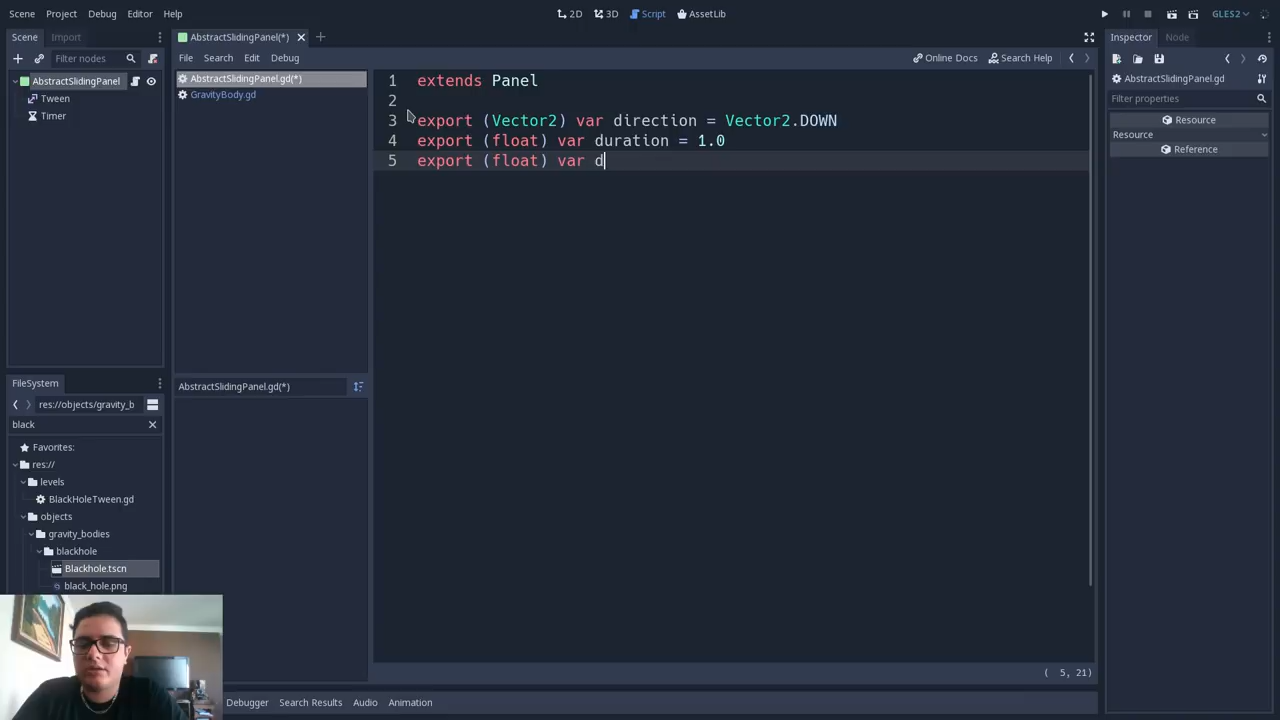 Scene Project Debug Editor Help
2D 3D Script AssetLib
GLES2
Scene Import
Filter nodes
AbstractSlidingPanel
Tween
Timer
FileSystem
res://objects/gravity_b
black
Favorites:
res://
levels
BlackHoleTween.gd
objects
gravity_bodies
blackhole
Blackhole.tscn
black_hole.png
AbstractSlidingPanel(*)
File Search Edit Debug
Online Docs Search Help
AbstractSlidingPanel.gd(*)
GravityBody.gd
AbstractSlidingPanel.gd(*)
1 extends Panel
2
3 export (Vector2) var direction = Vector2.DOWN
4 export (float) var duration = 1.0
5 export (float) var d
( 5, 21)
Debugger Search Results Audio Animation
Inspector Node
AbstractSlidingPanel.gd
Filter properties
Resource
Resource
Reference